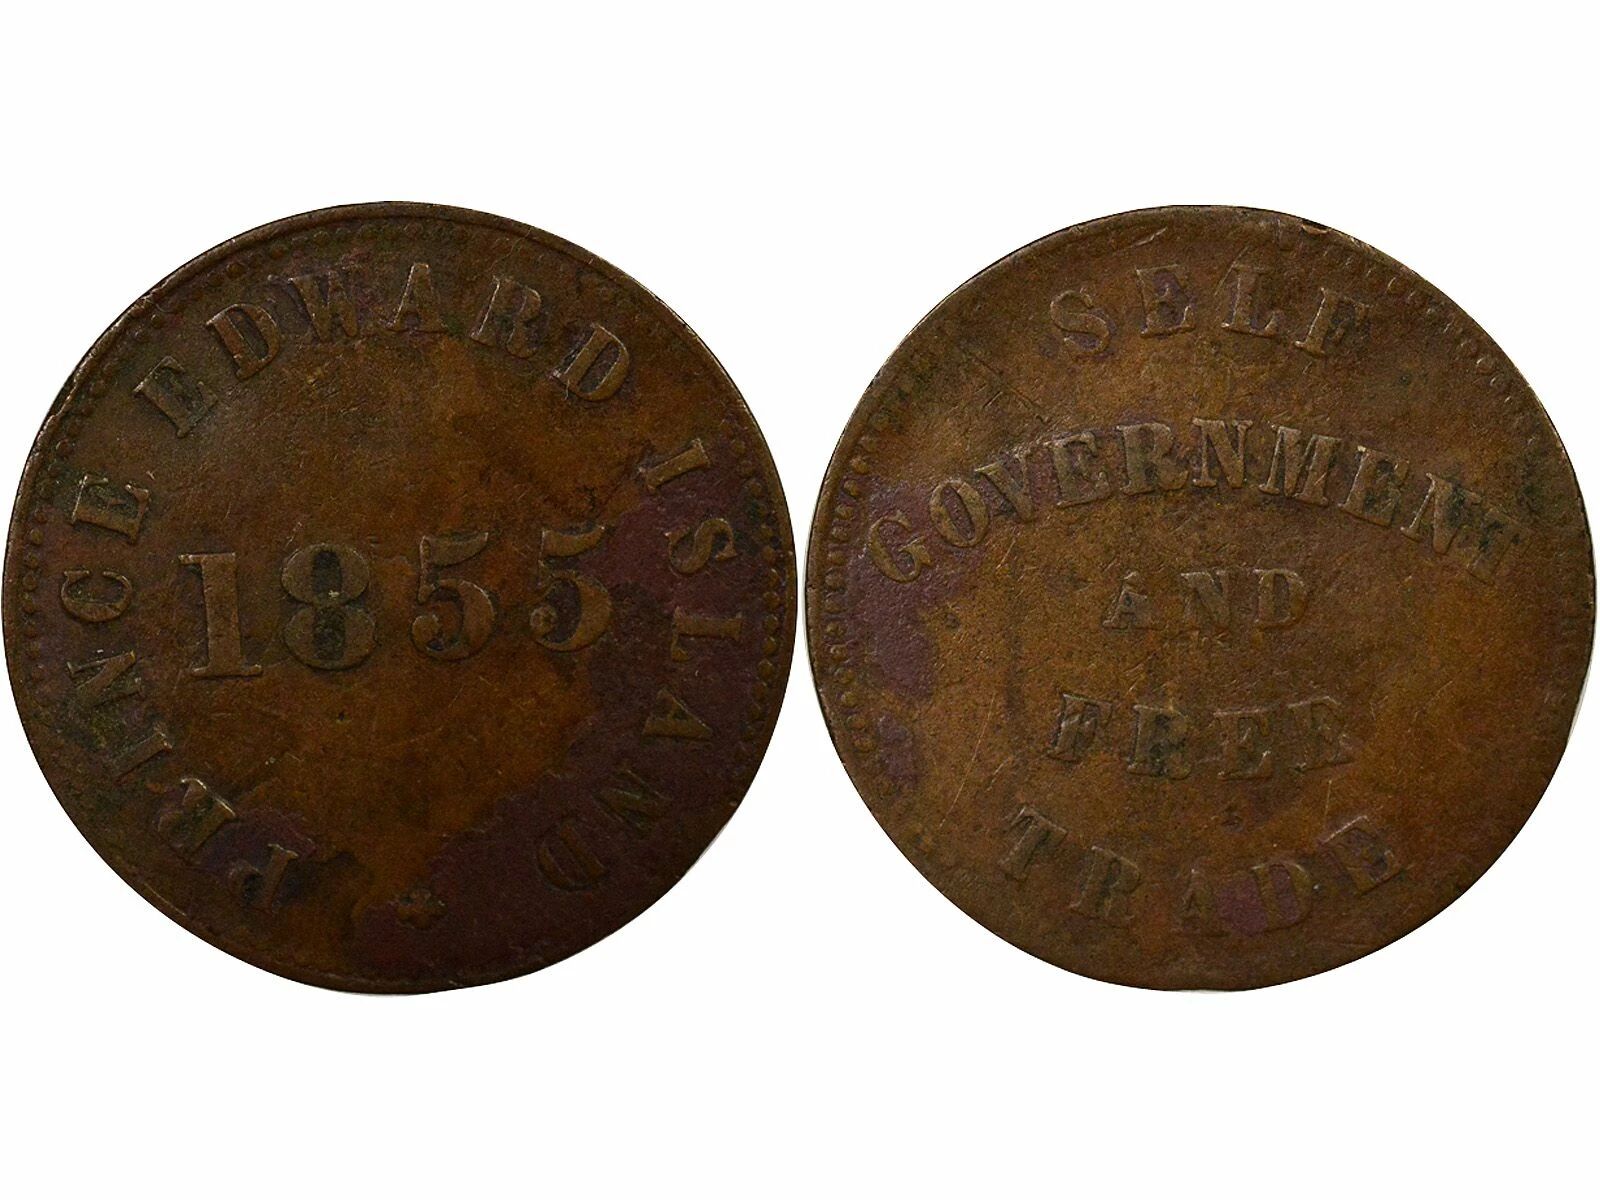 PRINCE EDWARD ISLAND
1855
SELF
GOVERNMENT
AND
FREE
TRADE